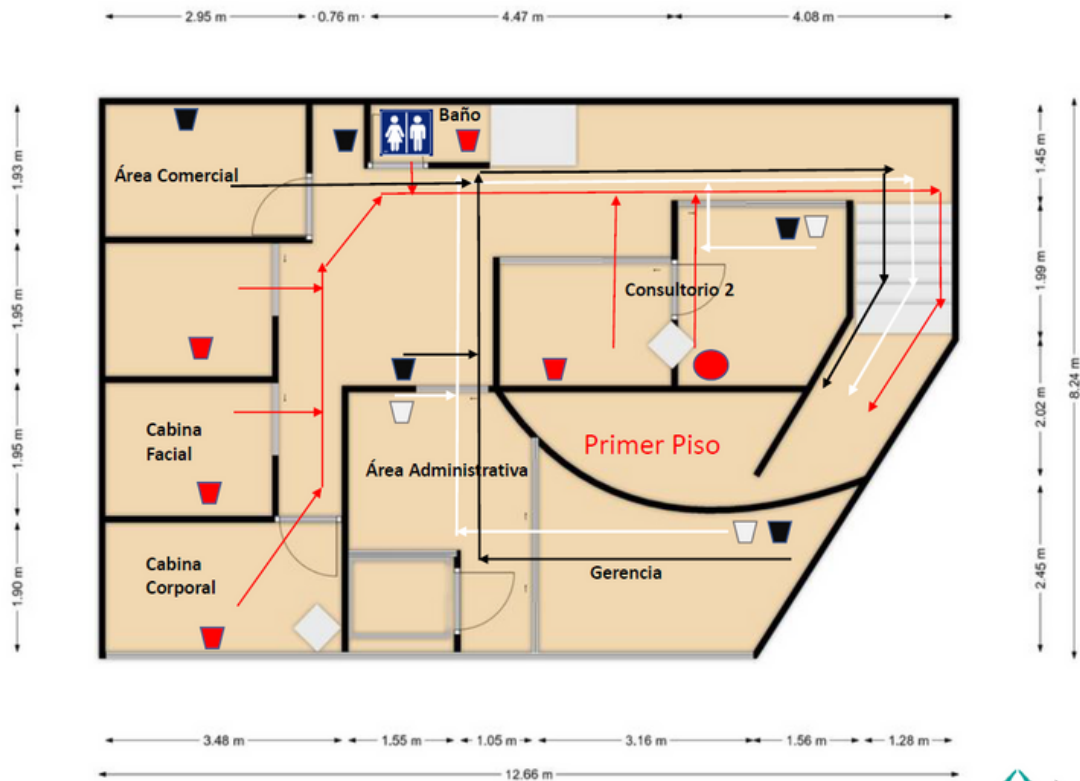 2.95 m 0.76 m 4.47 m 4.08 m
Baño
Área Comercial
1.93 m
1.45 m
1.95 m
1.99 m
Consultorio 2
8.24 m
2.02 m
Cabina
Facial
1.95 m
Primer Piso
Área Administrativa
2.45 m
Cabina
Corporal
1.90 m
Gerencia
3.48 m 1.55 m 1.05 m 3.16 m 1.56 m 1.28 m
12.66 m